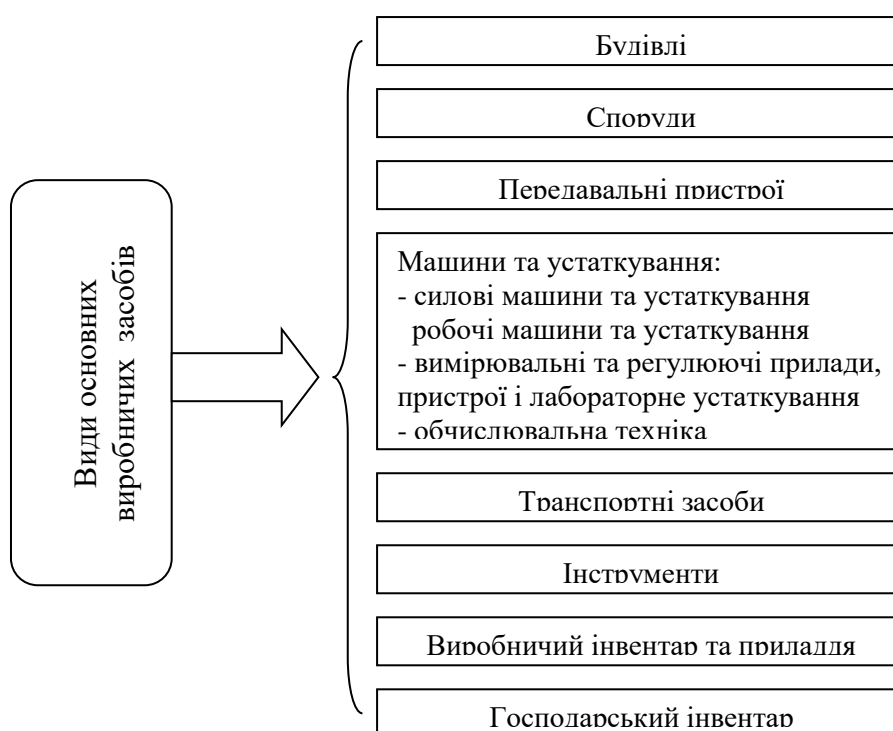 Види основних
виробничих засобів
Будівлі
Споруди
Передавальні пристрої
Машини та устаткування:
- силові машини та устаткування
робочі машини та устаткування
- вимірювальні та регулюючі прилади,
пристрої і лабораторне устаткування
- обчислювальна техніка
Транспортні засоби
Інструменти
Виробничий інвентар та приладдя
Господарський інвентар